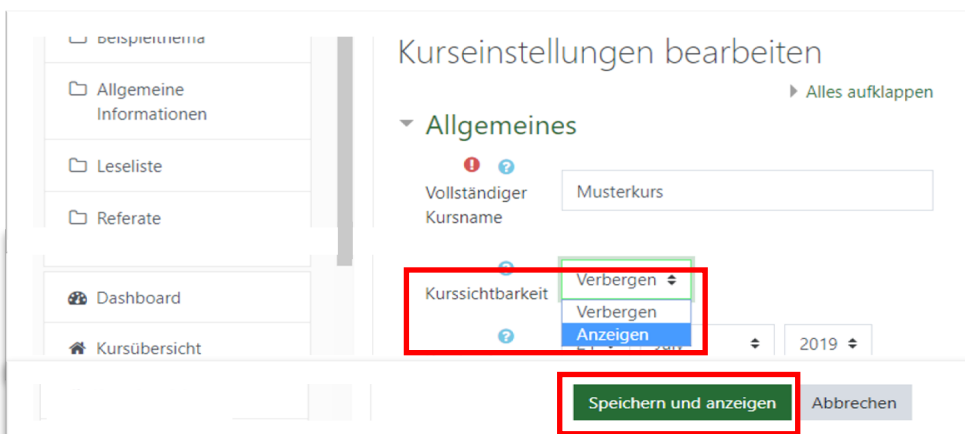 Beispielthema
Allgemeine
Informationen
Leseliste
Referate
Dashboard
Kursübersicht
Kurseinstellungen bearbeiten
Alles aufklappen
Allgemeines
Vollständiger
Kursname
Musterkurs
Kurssichtbarkeit
Verbergen
Verbergen
Anzeigen
2019
Speichern und anzeigen
Abbrechen